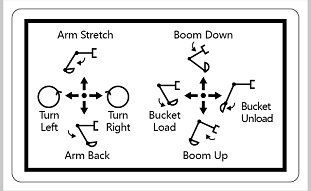 Arm Stretch
Boom Down
Turn
Left
Turn
Right
Bucket
Load
Bucket
Unload
Arm Back
Boom Up